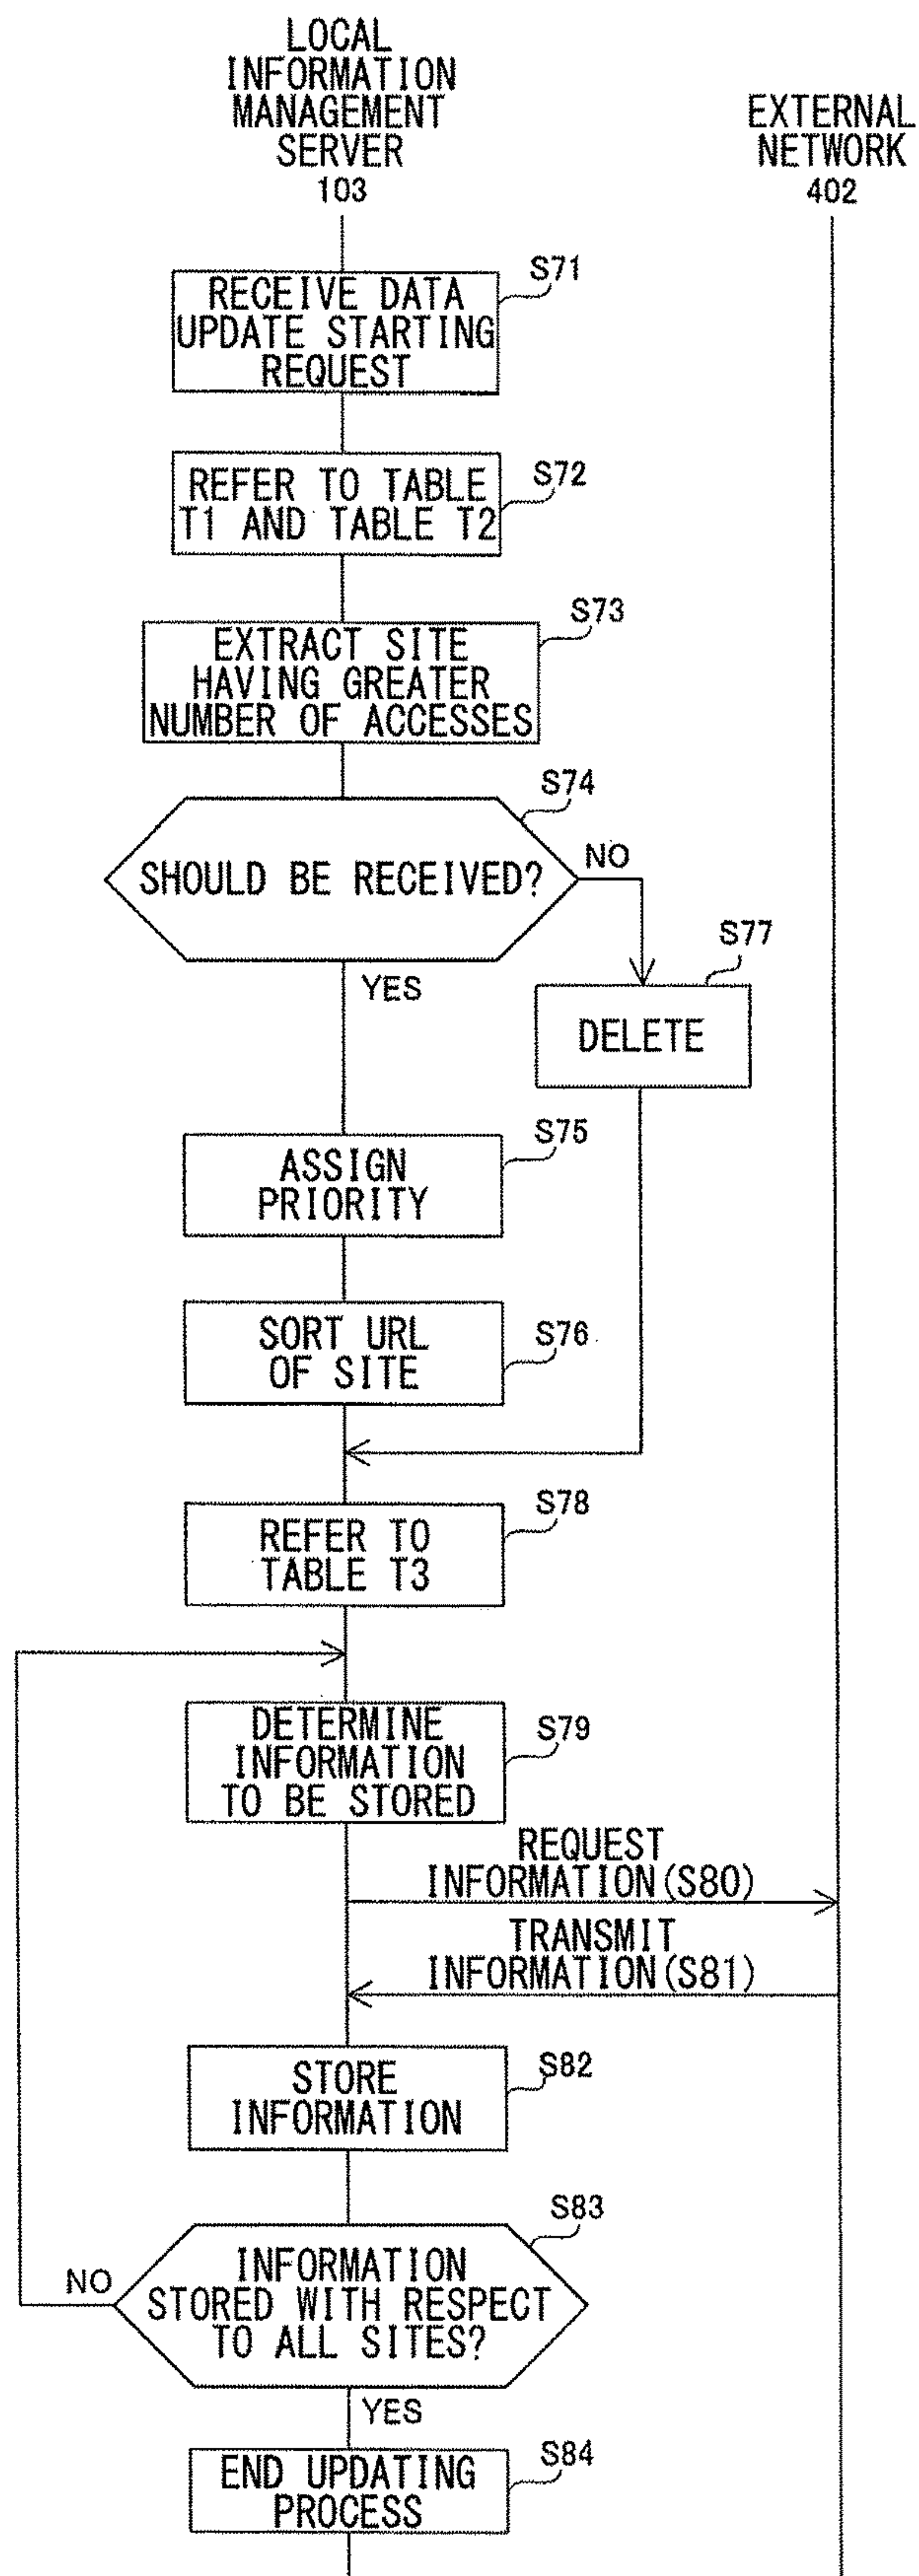 LOCAL
INFORMATION
MANAGEMENT
SERVER
103
EXTERNAL
NETWORK
402
S71
RECEIVE DATA
UPDATE STARTING
REQUEST
S72
REFER TO TABLE
T1 AND TABLE T2
S73
EXTRACT SITE
HAVING GREATER
NUMBER OF ACCESSES
S74
SHOULD BE RECEIVED?
NO
YES
S77
DELETE
S75
ASSIGN
PRIORITY
S76
SORT URL
OF SITE
S78
REFER TO
TABLE T3
S79
DETERMINE
INFORMATION
TO BE STORED
REQUEST
INFORMATION(S80)
TRANSMIT
INFORMATION(S81)
S82
STORE
INFORMATION
S83
INFORMATION
STORED WITH RESPECT
TO ALL SITES?
NO
YES
S84
END UPDATING
PROCESS